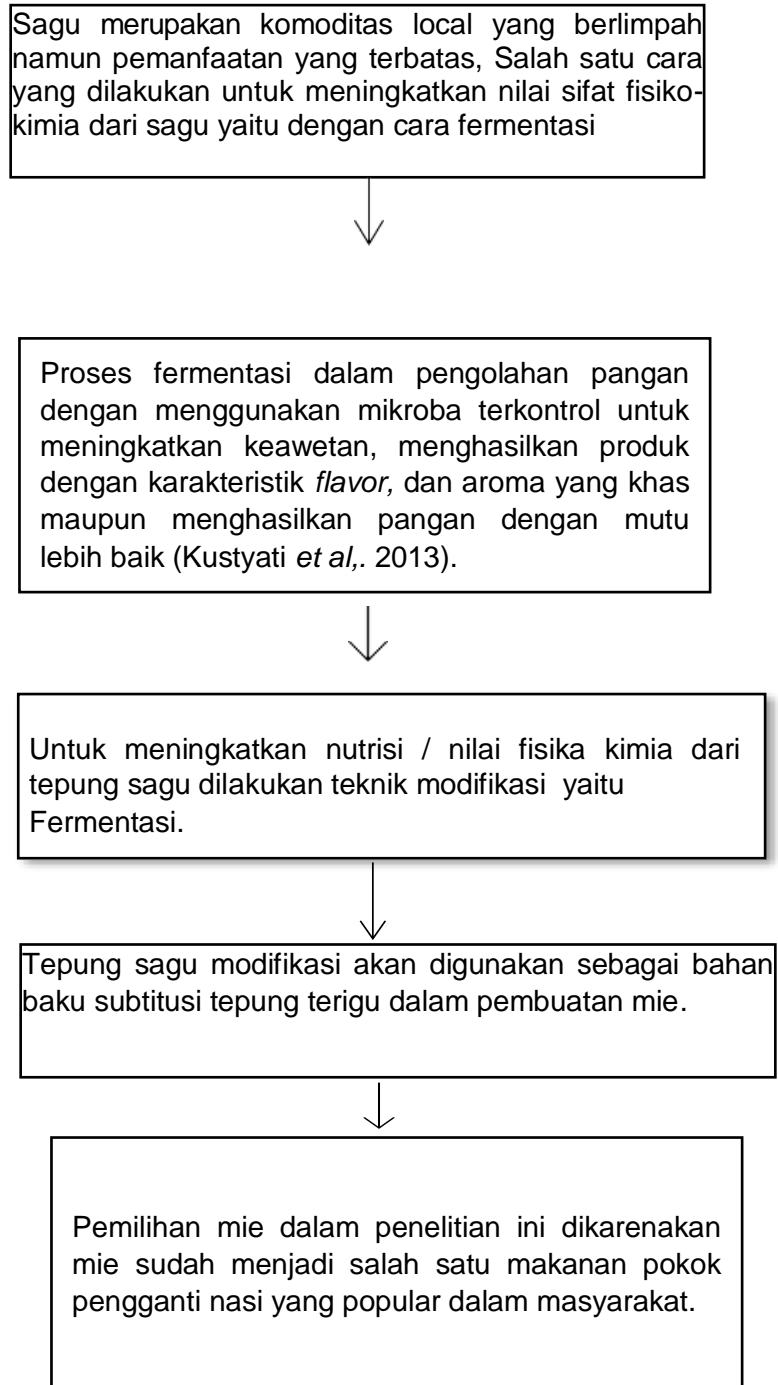 Sagu merupakan komoditas local yang berlimpah
namun pemanfaatan yang terbatas, Salah satu cara
yang dilakukan untuk meningkatkan nilai sifat fisiko-
kimia dari sagu yaitu dengan cara fermentasi
Proses fermentasi dalam pengolahan pangan
dengan menggunakan mikroba terkontrol untuk
meningkatkan keawetan, menghasilkan produk
dengan karakteristik flavor, dan aroma yang khas
maupun menghasilkan pangan dengan mutu
lebih baik (Kustyati et al,. 2013).
Untuk meningkatkan nutrisi / nilai fisika kimia dari
tepung sagu dilakukan teknik modifikasi yaitu
Fermentasi.
Tepung sagu modifikasi akan digunakan sebagai bahan
baku subtitusi tepung terigu dalam pembuatan mie.
Pemilihan mie dalam penelitian ini dikarenakan
mie sudah menjadi salah satu makanan pokok
pengganti nasi yang popular dalam masyarakat.